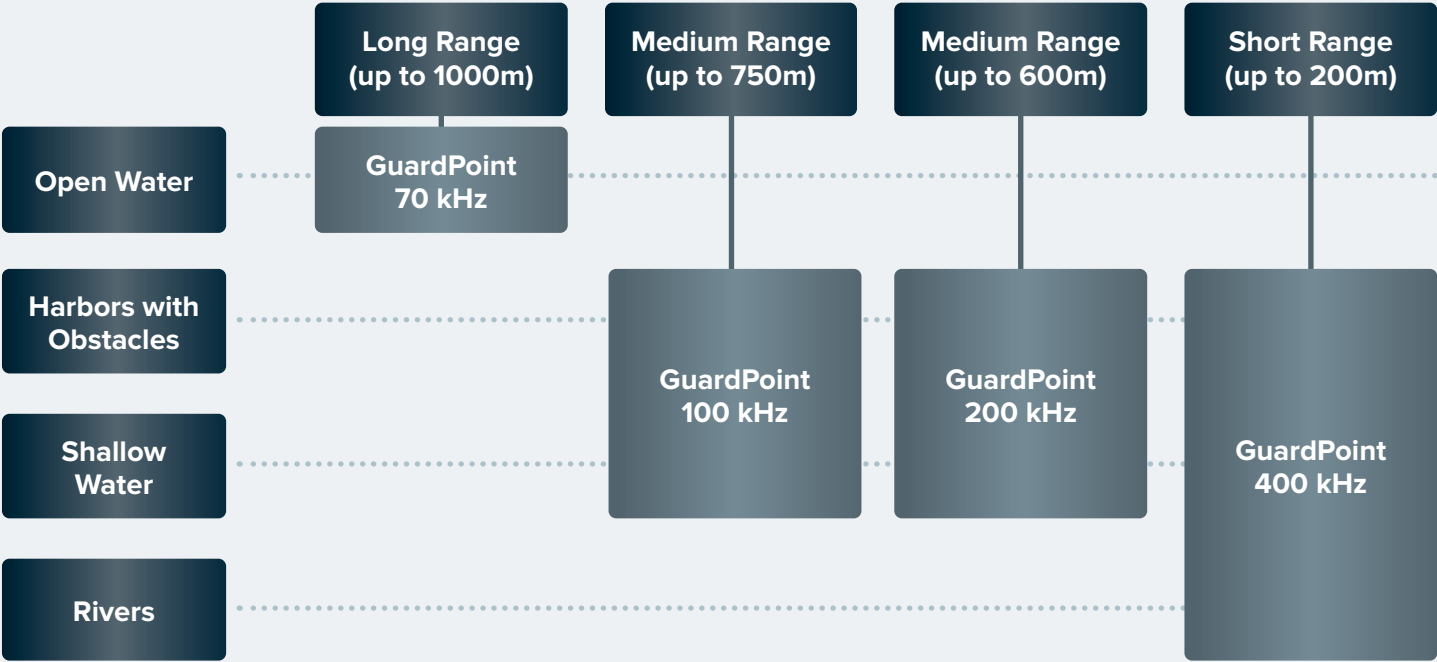 Long Range
(up to 1000m)
Medium Range
(up to 750m)
Medium Range
(up to 600m)
Short Range
(up to 200m)
Open Water
GuardPoint
70 kHz
Harbors with
Obstacles
GuardPoint
100 kHz
GuardPoint
200 kHz
Shallow
Water
GuardPoint
400 kHz
Rivers